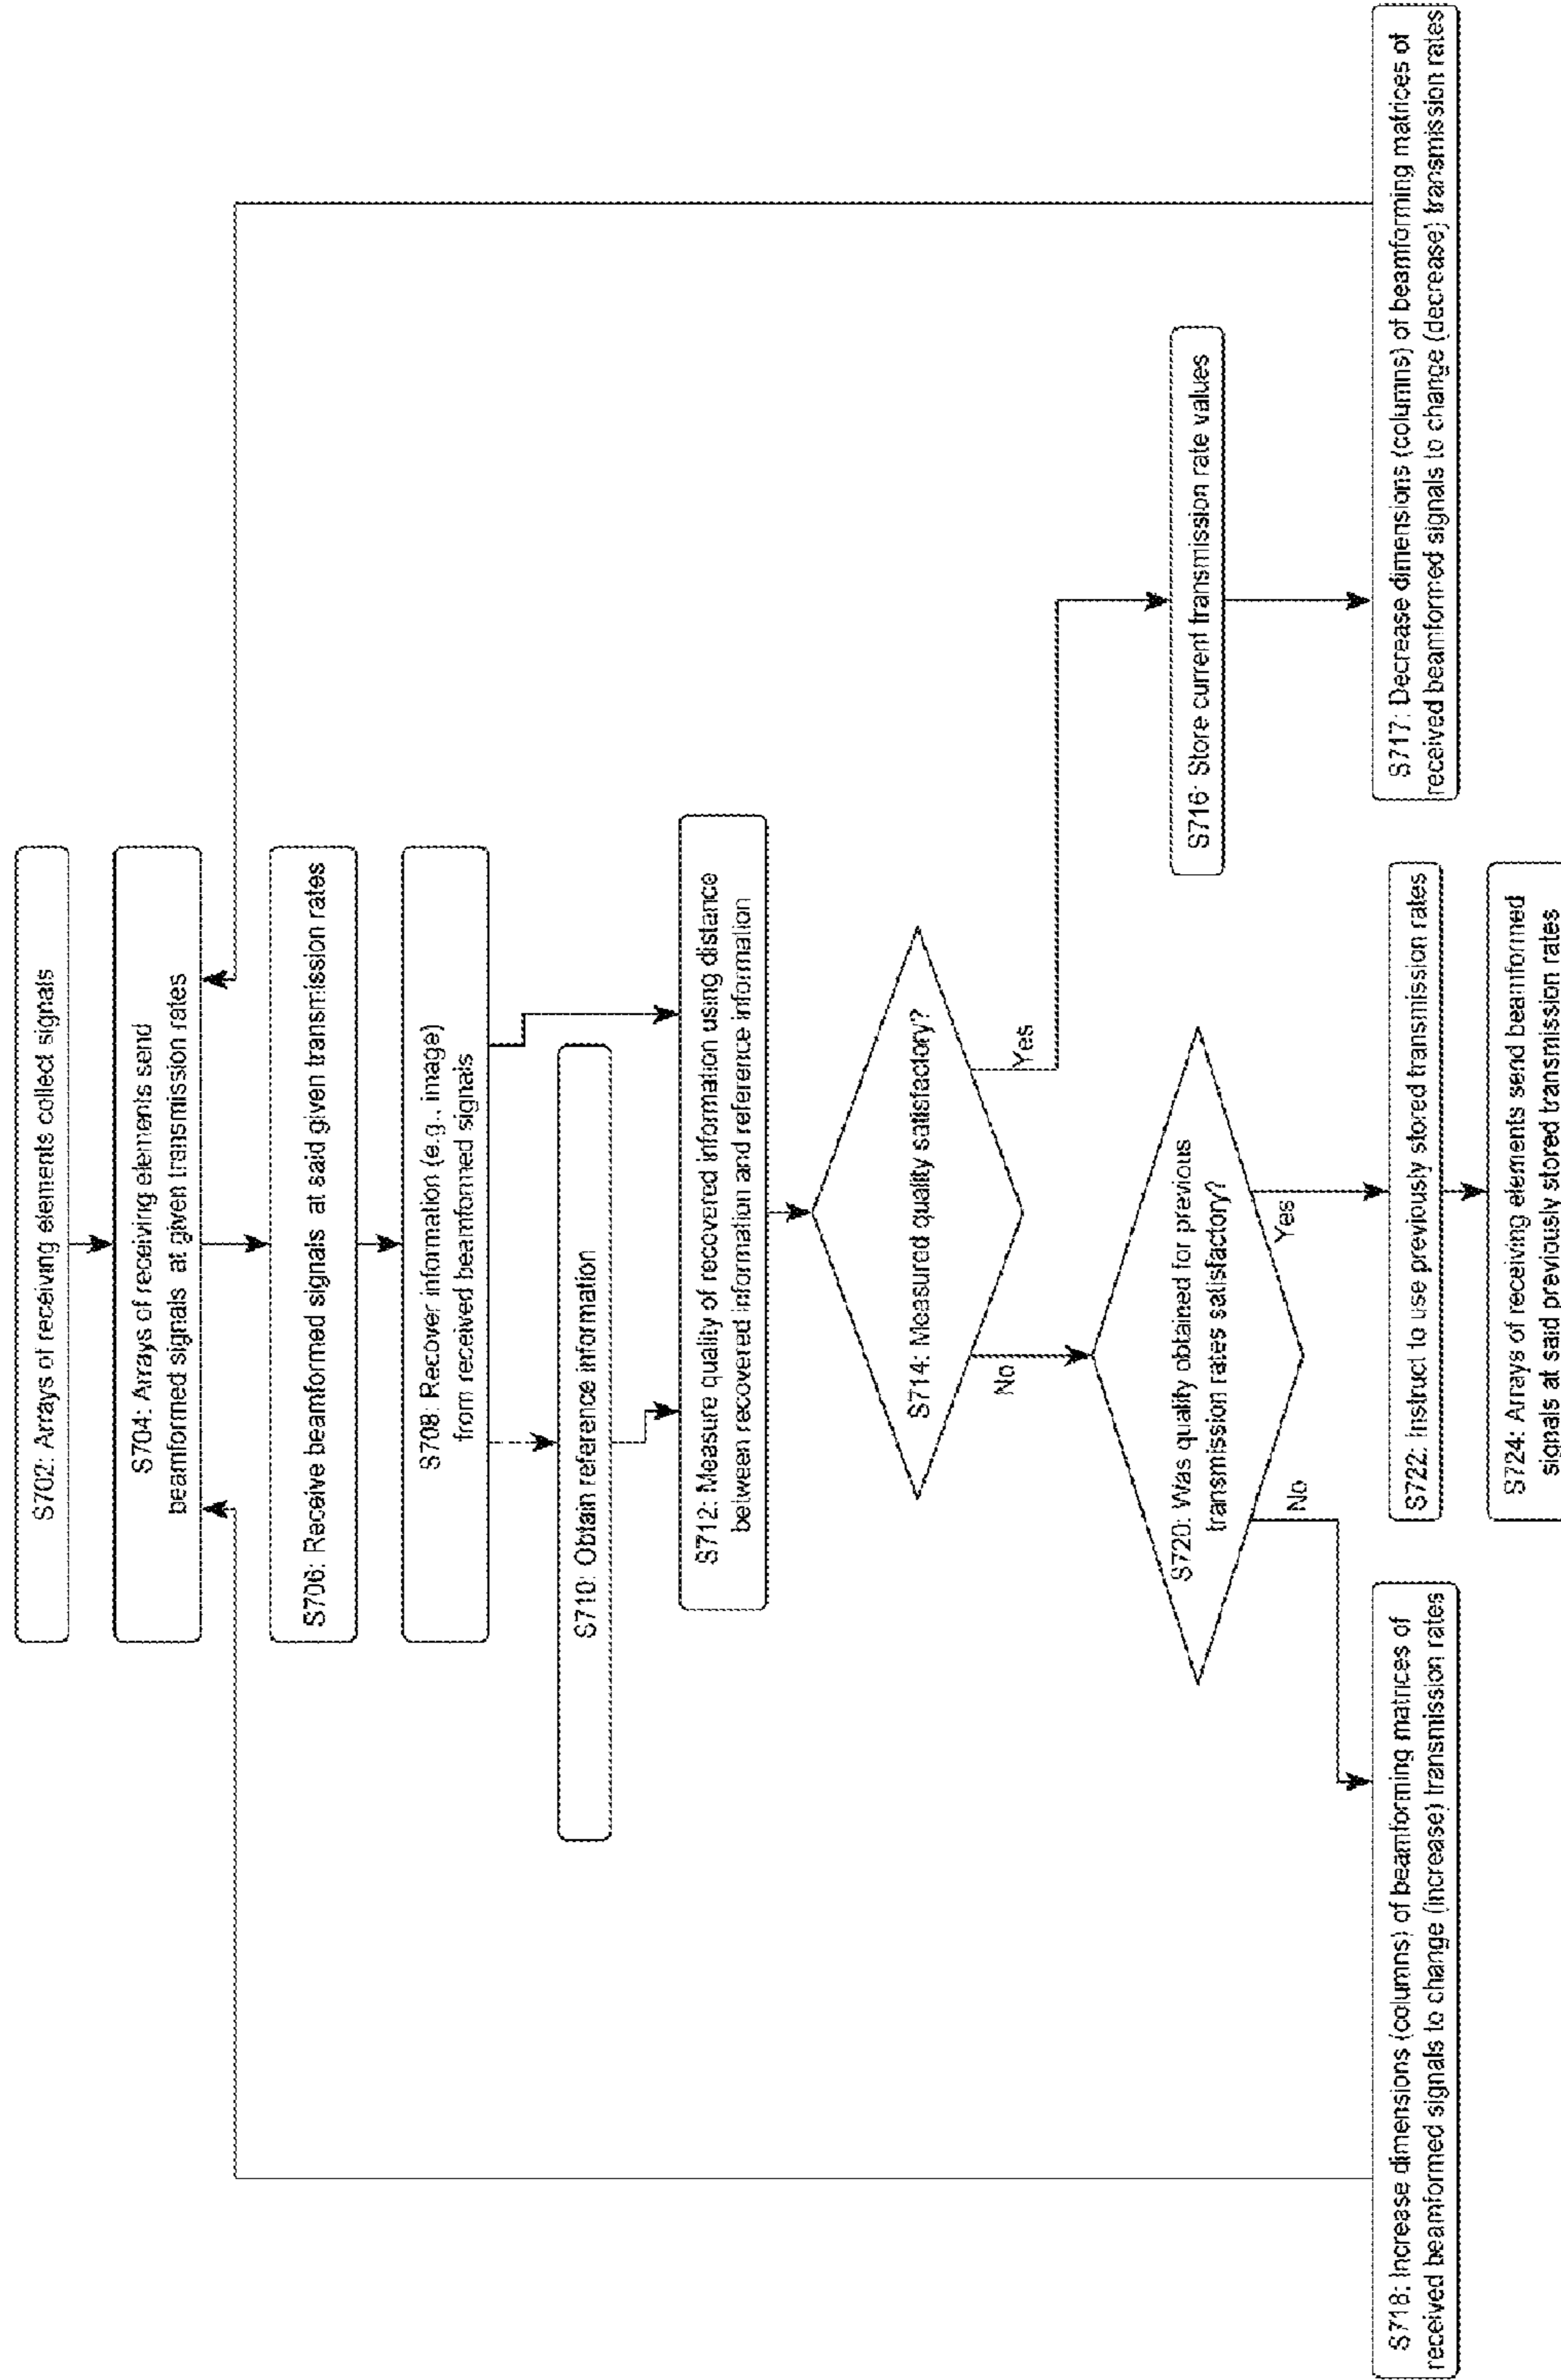 S702: Arrays of receiving elements collect signals
S704: Arrays of receiving elements send
beamformed signals at given transmission rates
S706: Receive beamformed signals at said given transmission rates
S708: Recover information (e.g., image)
from received beamformed signals
S710: Obtain reference information
S712: Measure quality of recovered information using distance
between recovered information and reference information
S714: Measured quality satisfactory?
No
Yes
S720: Was quality obtained for previous
transmission rates satisfactory?
No
Yes
S716: Store current transmission rate values
S718: Increase dimensions (columns) of beamforming matrices of
received beamformed signals to change (increase) transmission rates
S722: Instruct to use previously stored transmission rates
S717: Decrease dimensions (columns) of beamforming matrices of
received beamformed signals to change (decrease) transmission rates
S724: Arrays of receiving elements send beamformed
signals at said previously stored transmission rates